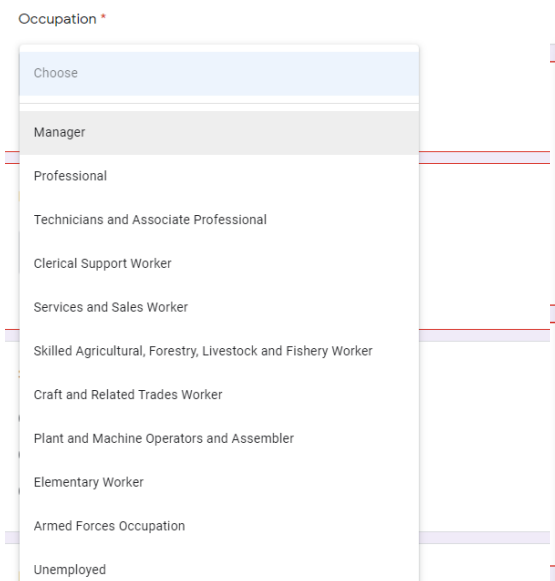 Occupation *
Choose
Manager
Professional
Technicians and Associate Professional
Clerical Support Worker
Services and Sales Worker
Skilled Agricultural, Forestry, Livestock and Fishery Worker
Craft and Related Trades Worker
Plant and Machine Operators and Assembler
Elementary Worker
Armed Forces Occupation
Unemployed